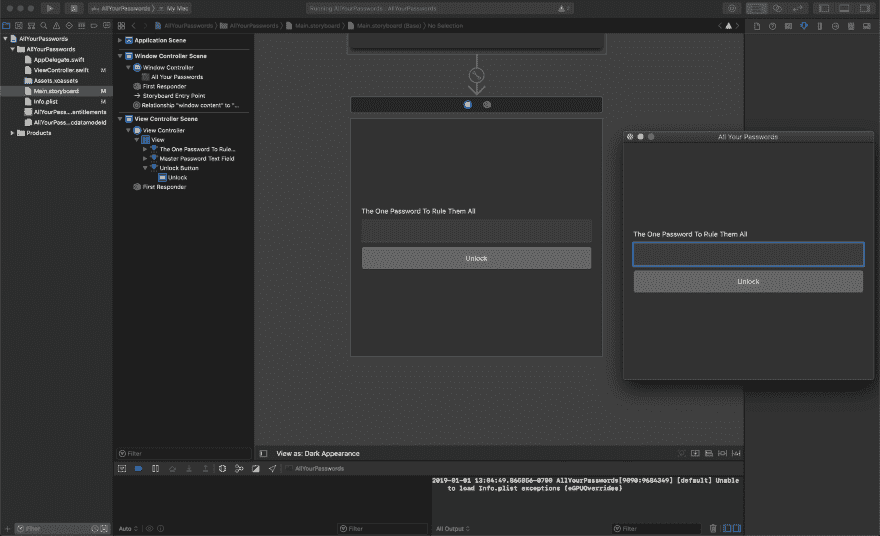 AllYourPasswords 〉 My Mac
Running AllYourPasswords : AllYourPasswords
AllYourPasswords 〉 AllYourPasswords 〉 Main.storyboard 〉 Main.storyboard (Base) 〉 No Selection
AllYourPasswords
AllYourPasswords
AppDelegate.swift
ViewController.swift M
Assets.xcassets
Main.storyboard M
Info.plist M
AllYourPass....entitlements
AllYourPass...cdatamodeld
Products
Application Scene
Window Controller Scene
Window Controller
All Your Passwords
First Responder
Storyboard Entry Point
Relationship "window content" to "...
View Controller Scene
View Controller
View
The One Password To Rule...
Master Password Text Field
Unlock Button
Unlock
First Responder
The One Password To Rule Them All
Unlock
All Your Passwords
The One Password To Rule Them All
Unlock
Filter
View as: Dark Appearance
AllYourPasswords
2019-01-01 13:04:49.865856-0700 AllYourPasswords[9090:9684349] [default] Unable
to load Info.plist exceptions (eGPUOverrides)
Filter
Auto
Filter
All Output
Filter